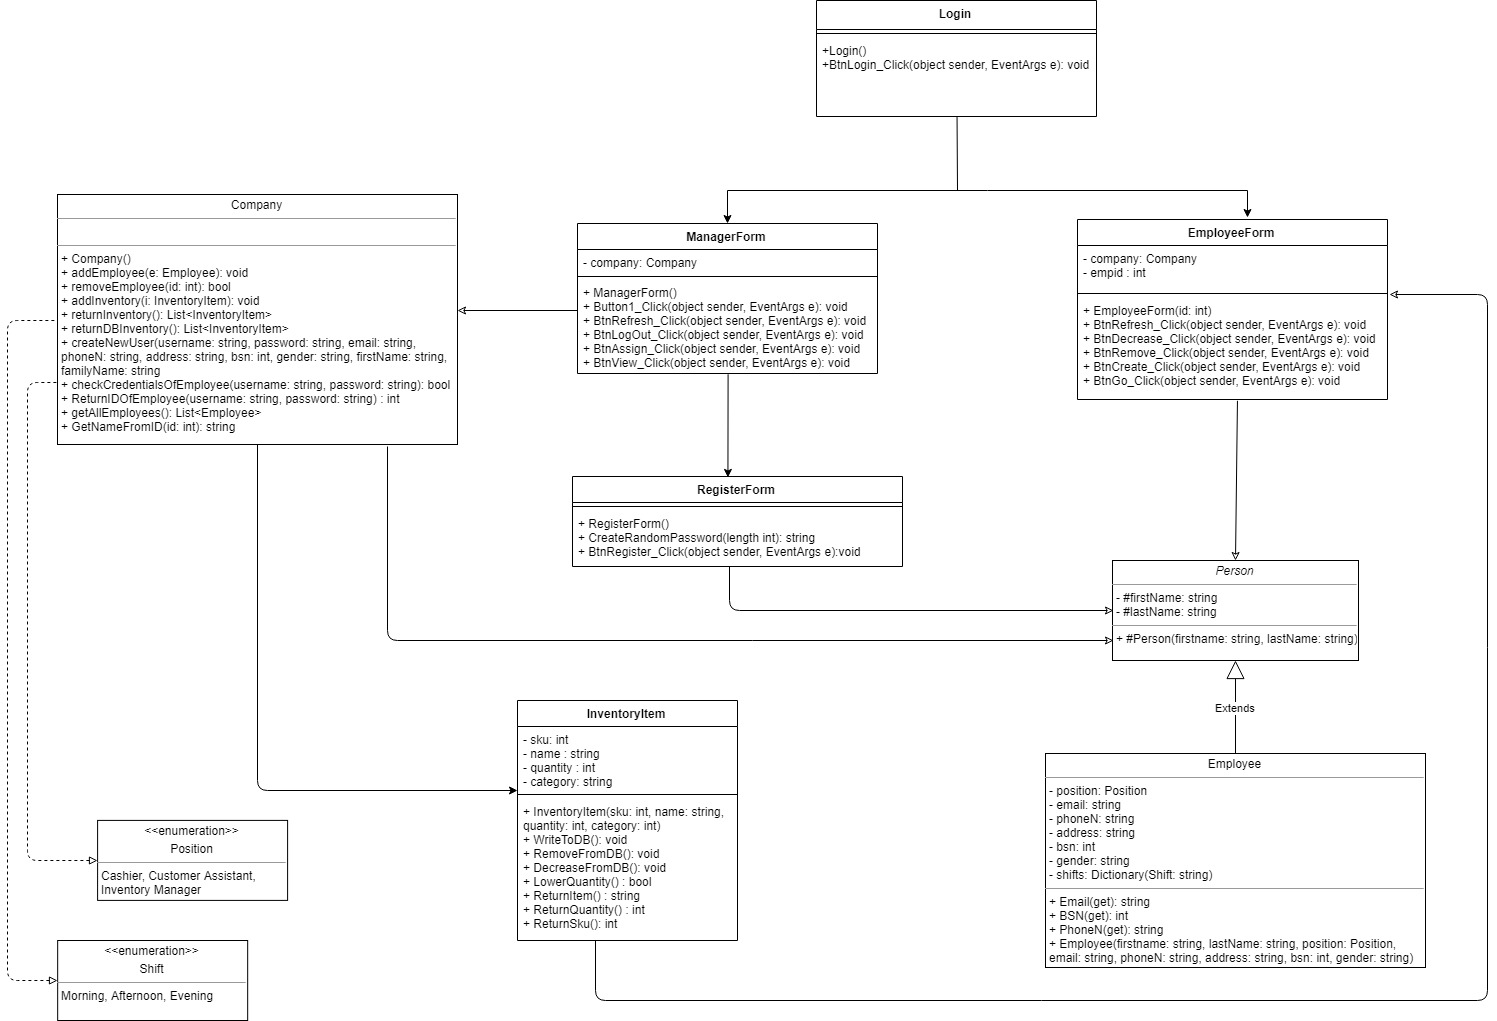 Login
+Login()
+BtnLogin_Click(object sender, EventArgs e): void
Company
+ Company()
+ addEmployee(e: Employee): void
+ removeEmployee(id: int): bool
+ addInventory(i: InventoryItem): void
+ returnInventory(): List<InventoryItem>
+ returnDBInventory(): List<InventoryItem>
+ createNewUser(username: string, password: string, email: string,
phoneN: string, address: string, bsn: int, gender: string, firstName: string,
familyName: string
+ checkCredentialsOfEmployee(username: string, password: string): bool
+ ReturnIDOfEmployee(username: string, password: string) : int
+ getAllEmployees(): List<Employee>
+ GetNameFromID(id: int): string
ManagerForm
- company: Company
+ ManagerForm()
+ Button1_Click(object sender, EventArgs e): void
+ BtnRefresh_Click(object sender, EventArgs e): void
+ BtnLogOut_Click(object sender, EventArgs e): void
+ BtnAssign_Click(object sender, EventArgs e): void
+ BtnView_Click(object sender, EventArgs e): void
EmployeeForm
- company: Company
- empid : int
+ EmployeeForm(id: int)
+ BtnRefresh_Click(object sender, EventArgs e): void
+ BtnDecrease_Click(object sender, EventArgs e): void
+ BtnRemove_Click(object sender, EventArgs e): void
+ BtnCreate_Click(object sender, EventArgs e): void
+ BtnGo_Click(object sender, EventArgs e): void
RegisterForm
+ RegisterForm()
+ CreateRandomPassword(length int): string
+ BtnRegister_Click(object sender, EventArgs e):void
Person
- #firstName: string
- #lastName: string
+ #Person(firstname: string, lastName: string)
Extends
InventoryItem
- sku: int
- name : string
- quantity : int
- category: string
+ InventoryItem(sku: int, name: string,
quantity: int, category: int)
+ WriteToDB(): void
+ RemoveFromDB(): void
+ DecreaseFromDB(): void
+ LowerQuantity() : bool
+ ReturnItem() : string
+ ReturnQuantity() : int
+ ReturnSku(): int
Employee
- position: Position
- email: string
- phoneN: string
- address: string
- bsn: int
- gender: string
- shifts: Dictionary(Shift: string)
+ Email(get): string
+ BSN(get): int
+ PhoneN(get): string
+ Employee(firstname: string, lastName: string, position: Position,
email: string, phoneN: string, address: string, bsn: int, gender: string)
<<enumeration>>
Position
Cashier, Customer Assistant,
Inventory Manager
<<enumeration>>
Shift
Morning, Afternoon, Evening